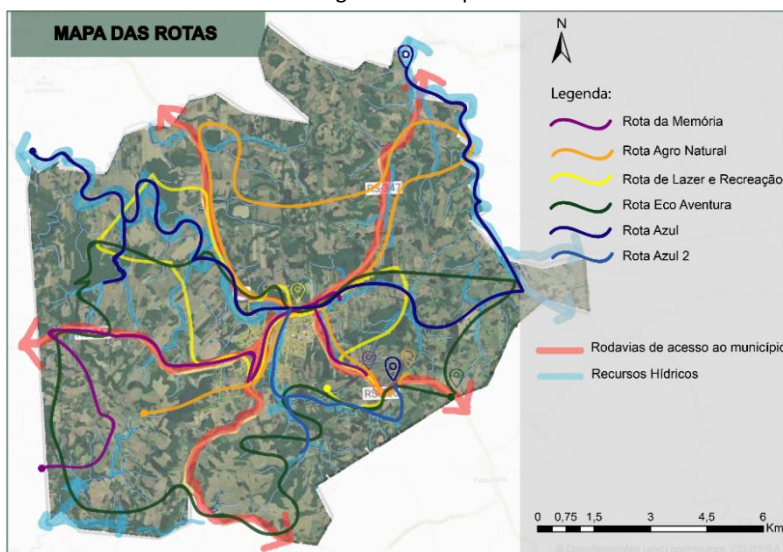 MAPA DAS ROTAS
N
Legenda:
Rota da Memória
Rota Agro Natural
Rota de Lazer e Recreação
Rota Eco Aventura
Rota Azul
Rota Azul 2
Rodavias de acesso ao município
Recursos Hídricos
0 0,75 1,5 3 4,5 6
Km